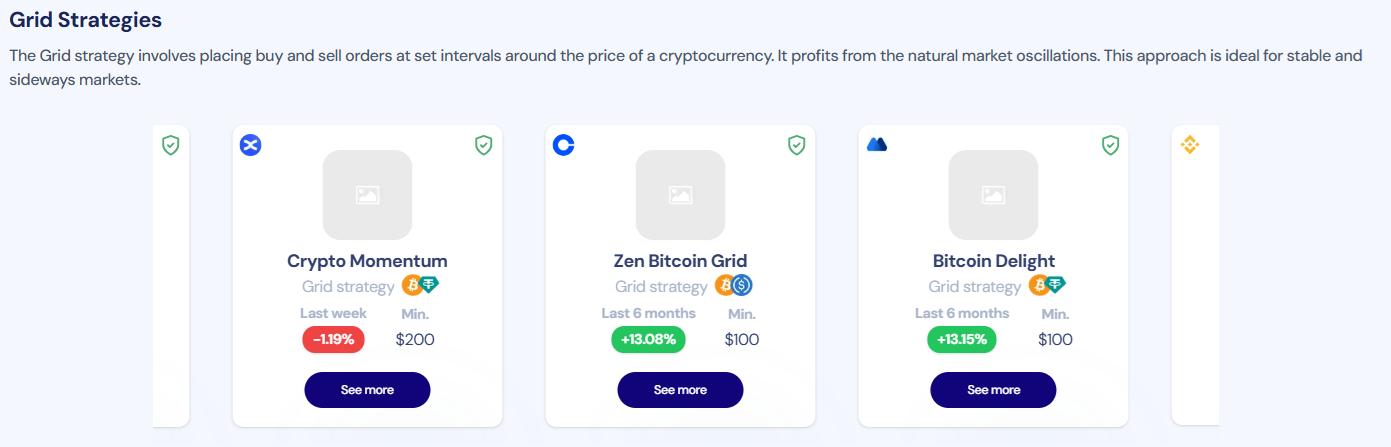 Grid Strategies
The Grid strategy involves placing buy and sell orders at set intervals around the price of a cryptocurrency. It profits from the natural market oscillations. This approach is ideal for stable and
sideways markets.
Crypto Momentum
Grid strategy
Last week Min.
-1.19% $200
See more
Zen Bitcoin Grid
Grid strategy
Last 6 months Min.
+13.08% $100
See more
Bitcoin Delight
Grid strategy
Last 6 months Min.
+13.15% $100
See more